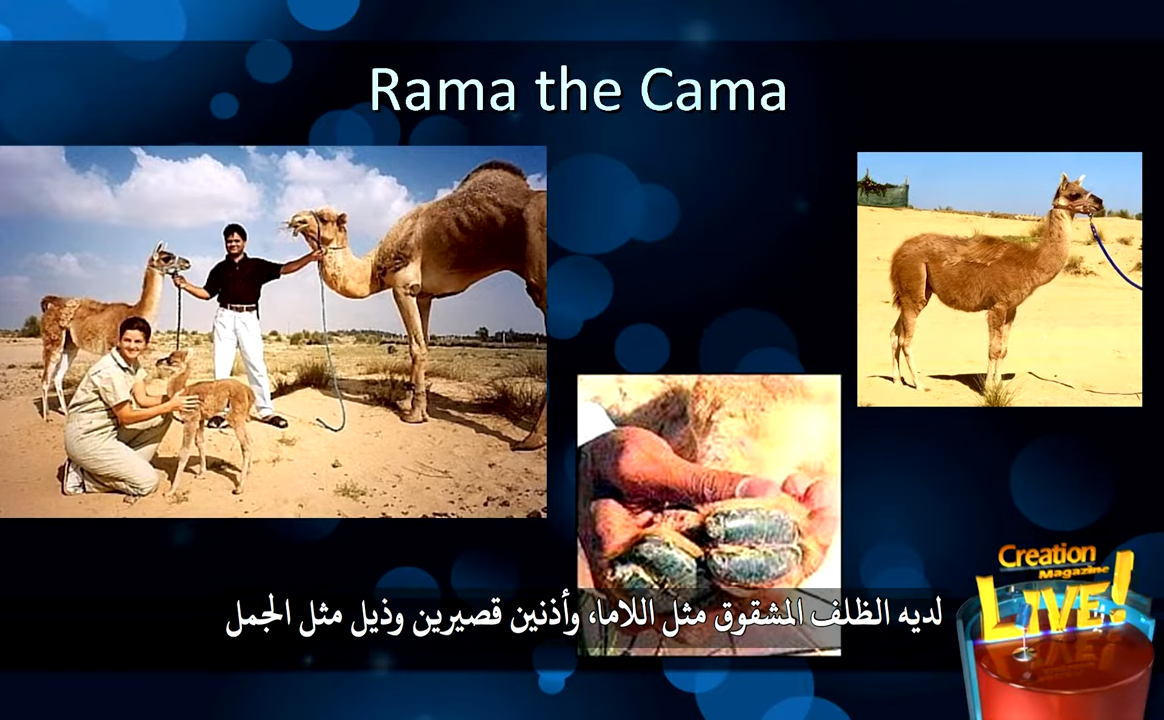 Rama the Cama
Creation
Magazine
LIVE!
لديه الظلف المشقوق مثل اللاما، وأذنين قصيرين وذيل مثل الجمل